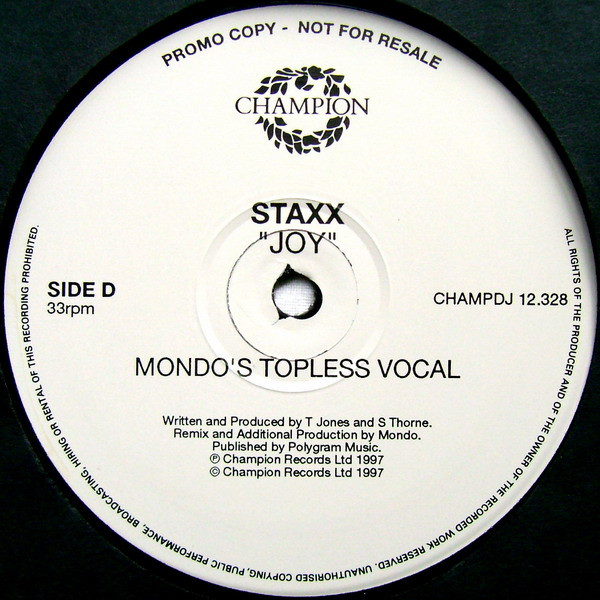 PROMO COPY - NOT FOR RESALE
CHAMPION
STAXX
"JOY"
SIDE D
33rpm
CHAMPDJ 12.328
MONDO'S TOPLESS VOCAL
Written and Produced by T Jones and S Thorne.
Remix and Additional Production by Mondo.
Published by Polygram Music.
℗ Champion Records Ltd 1997
© Champion Records Ltd 1997
ALL RIGHTS OF THE PRODUCER AND OF THE OWNER OF THE RECORDED WORK RESERVED. UNAUTHORISED COPYING, PUBLIC PERFORMANCE, BROADCASTING, HIRING OR RENTAL OF THIS RECORDING PROHIBITED.